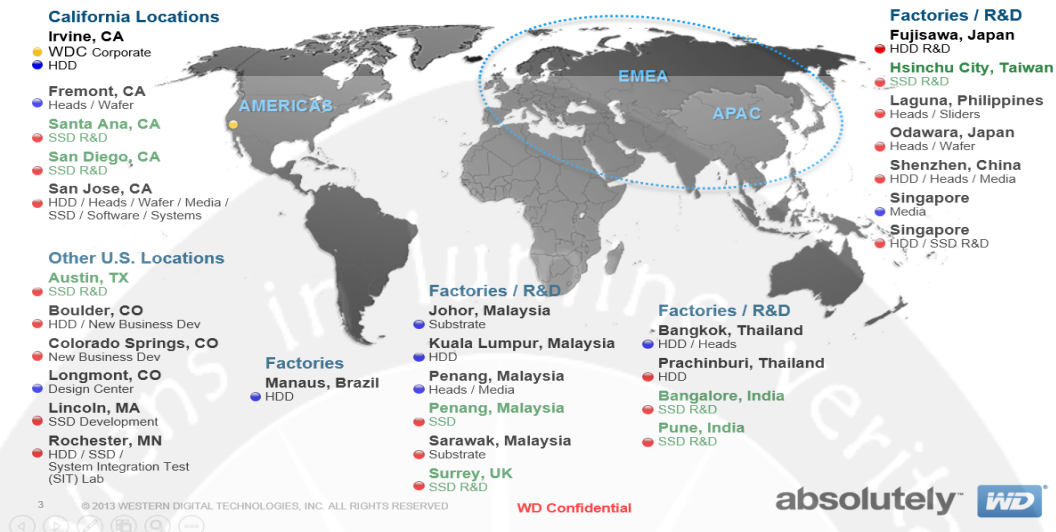 California Locations
Irvine, CA
WDC Corporate
HDD
Fremont, CA
Heads / Wafer
Santa Ana, CA
SSD R&D
San Diego, CA
SSD R&D
San Jose, CA
HDD / Heads / Wafer / Media /
SSD / Software / Systems
Other U.S. Locations
Austin, TX
SSD R&D
Boulder, CO
HDD / New Business Dev
Colorado Springs, CO
New Business Dev
Longmont, CO
Design Center
Lincoln, MA
SSD Development
Rochester, MN
HDD / SSD /
System Integration Test
(SIT) Lab
AMERICAS
EMEA
APAC
Factories
Manaus, Brazil
HDD
Factories / R&D
Johor, Malaysia
Substrate
Kuala Lumpur, Malaysia
HDD
Penang, Malaysia
Heads / Media
Penang, Malaysia
SSD
Sarawak, Malaysia
Substrate
Surrey, UK
SSD R&D
Factories / R&D
Bangkok, Thailand
HDD / Heads
Prachinburi, Thailand
HDD
Bangalore, India
SSD R&D
Pune, India
SSD R&D
Factories / R&D
Fujisawa, Japan
HDD R&D
Hsinchu City, Taiwan
SSD R&D
Laguna, Philippines
Heads / Sliders
Odawara, Japan
Heads / Wafer
Shenzhen, China
HDD / Heads / Media
Singapore
Media
Singapore
HDD / SSD R&D
3
© 2013 WESTERN DIGITAL TECHNOLOGIES, INC. ALL RIGHTS RESERVED
WD Confidential
absolutely™
WD®